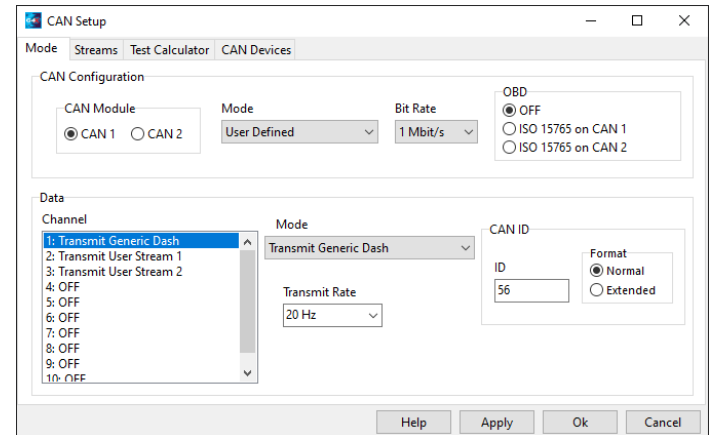 CAN Setup
Mode Streams Test Calculator CAN Devices
CAN Configuration
CAN Module
CAN 1 CAN 2
Mode
User Defined
Bit Rate
1 Mbit/s
OBD
OFF
ISO 15765 on CAN 1
ISO 15765 on CAN 2
Data
Channel
1: Transmit Generic Dash
2: Transmit User Stream 1
3: Transmit User Stream 2
4: OFF
5: OFF
6: OFF
7: OFF
8: OFF
9: OFF
10: OFF
Mode
Transmit Generic Dash
Transmit Rate
20 Hz
CAN ID
ID
56
Format
Normal
Extended
Help Apply Ok Cancel